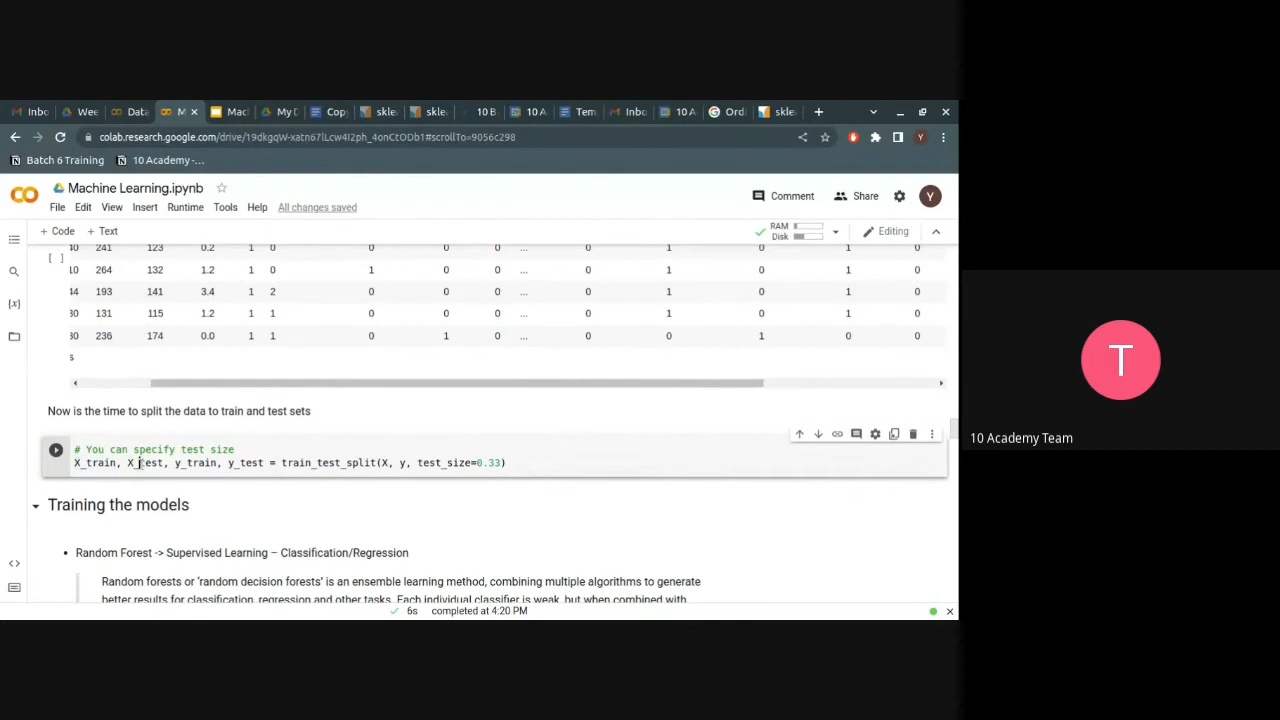 Inbo Wee Data M Mac My D Copy skle skle 10 B 10 A Tem Inbo 10 A Ord skle
colab.research.google.com/drive/19dkgqW-xatn67lLcw4I2ph_4onCtODb1#scrollTo=9056c298
Batch 6 Training 10 Academy -...
CO Machine Learning.ipynb
Comment Share Y
File Edit View Insert Runtime Tools Help All changes saved
+ Code + Text RAM Disk Editing
40 241 123 0.2 1 0 0 0 0 ... 0 1 0 1 0
[ ]
10 264 132 1.2 1 0 1 0 0 ... 0 1 0 1 0
44 193 141 3.4 1 2 0 0 0 ... 0 1 0 1 0
30 131 115 1.2 1 1 0 0 0 ... 0 1 0 1 0
30 236 174 0.0 1 1 0 1 0 ... 0 0 1 0 0
s
Now is the time to split the data to train and test sets
# You can specify test size
X_train, X_test, y_train, y_test = train_test_split(X, y, test_size=0.33)
Training the models
• Random Forest -> Supervised Learning – Classification/Regression
Random forests or 'random decision forests' is an ensemble learning method, combining multiple algorithms to generate
better results for classification, regression and other tasks. Each individual classifier is weak, but when combined with
6s completed at 4:20 PM
T
10 Academy Team